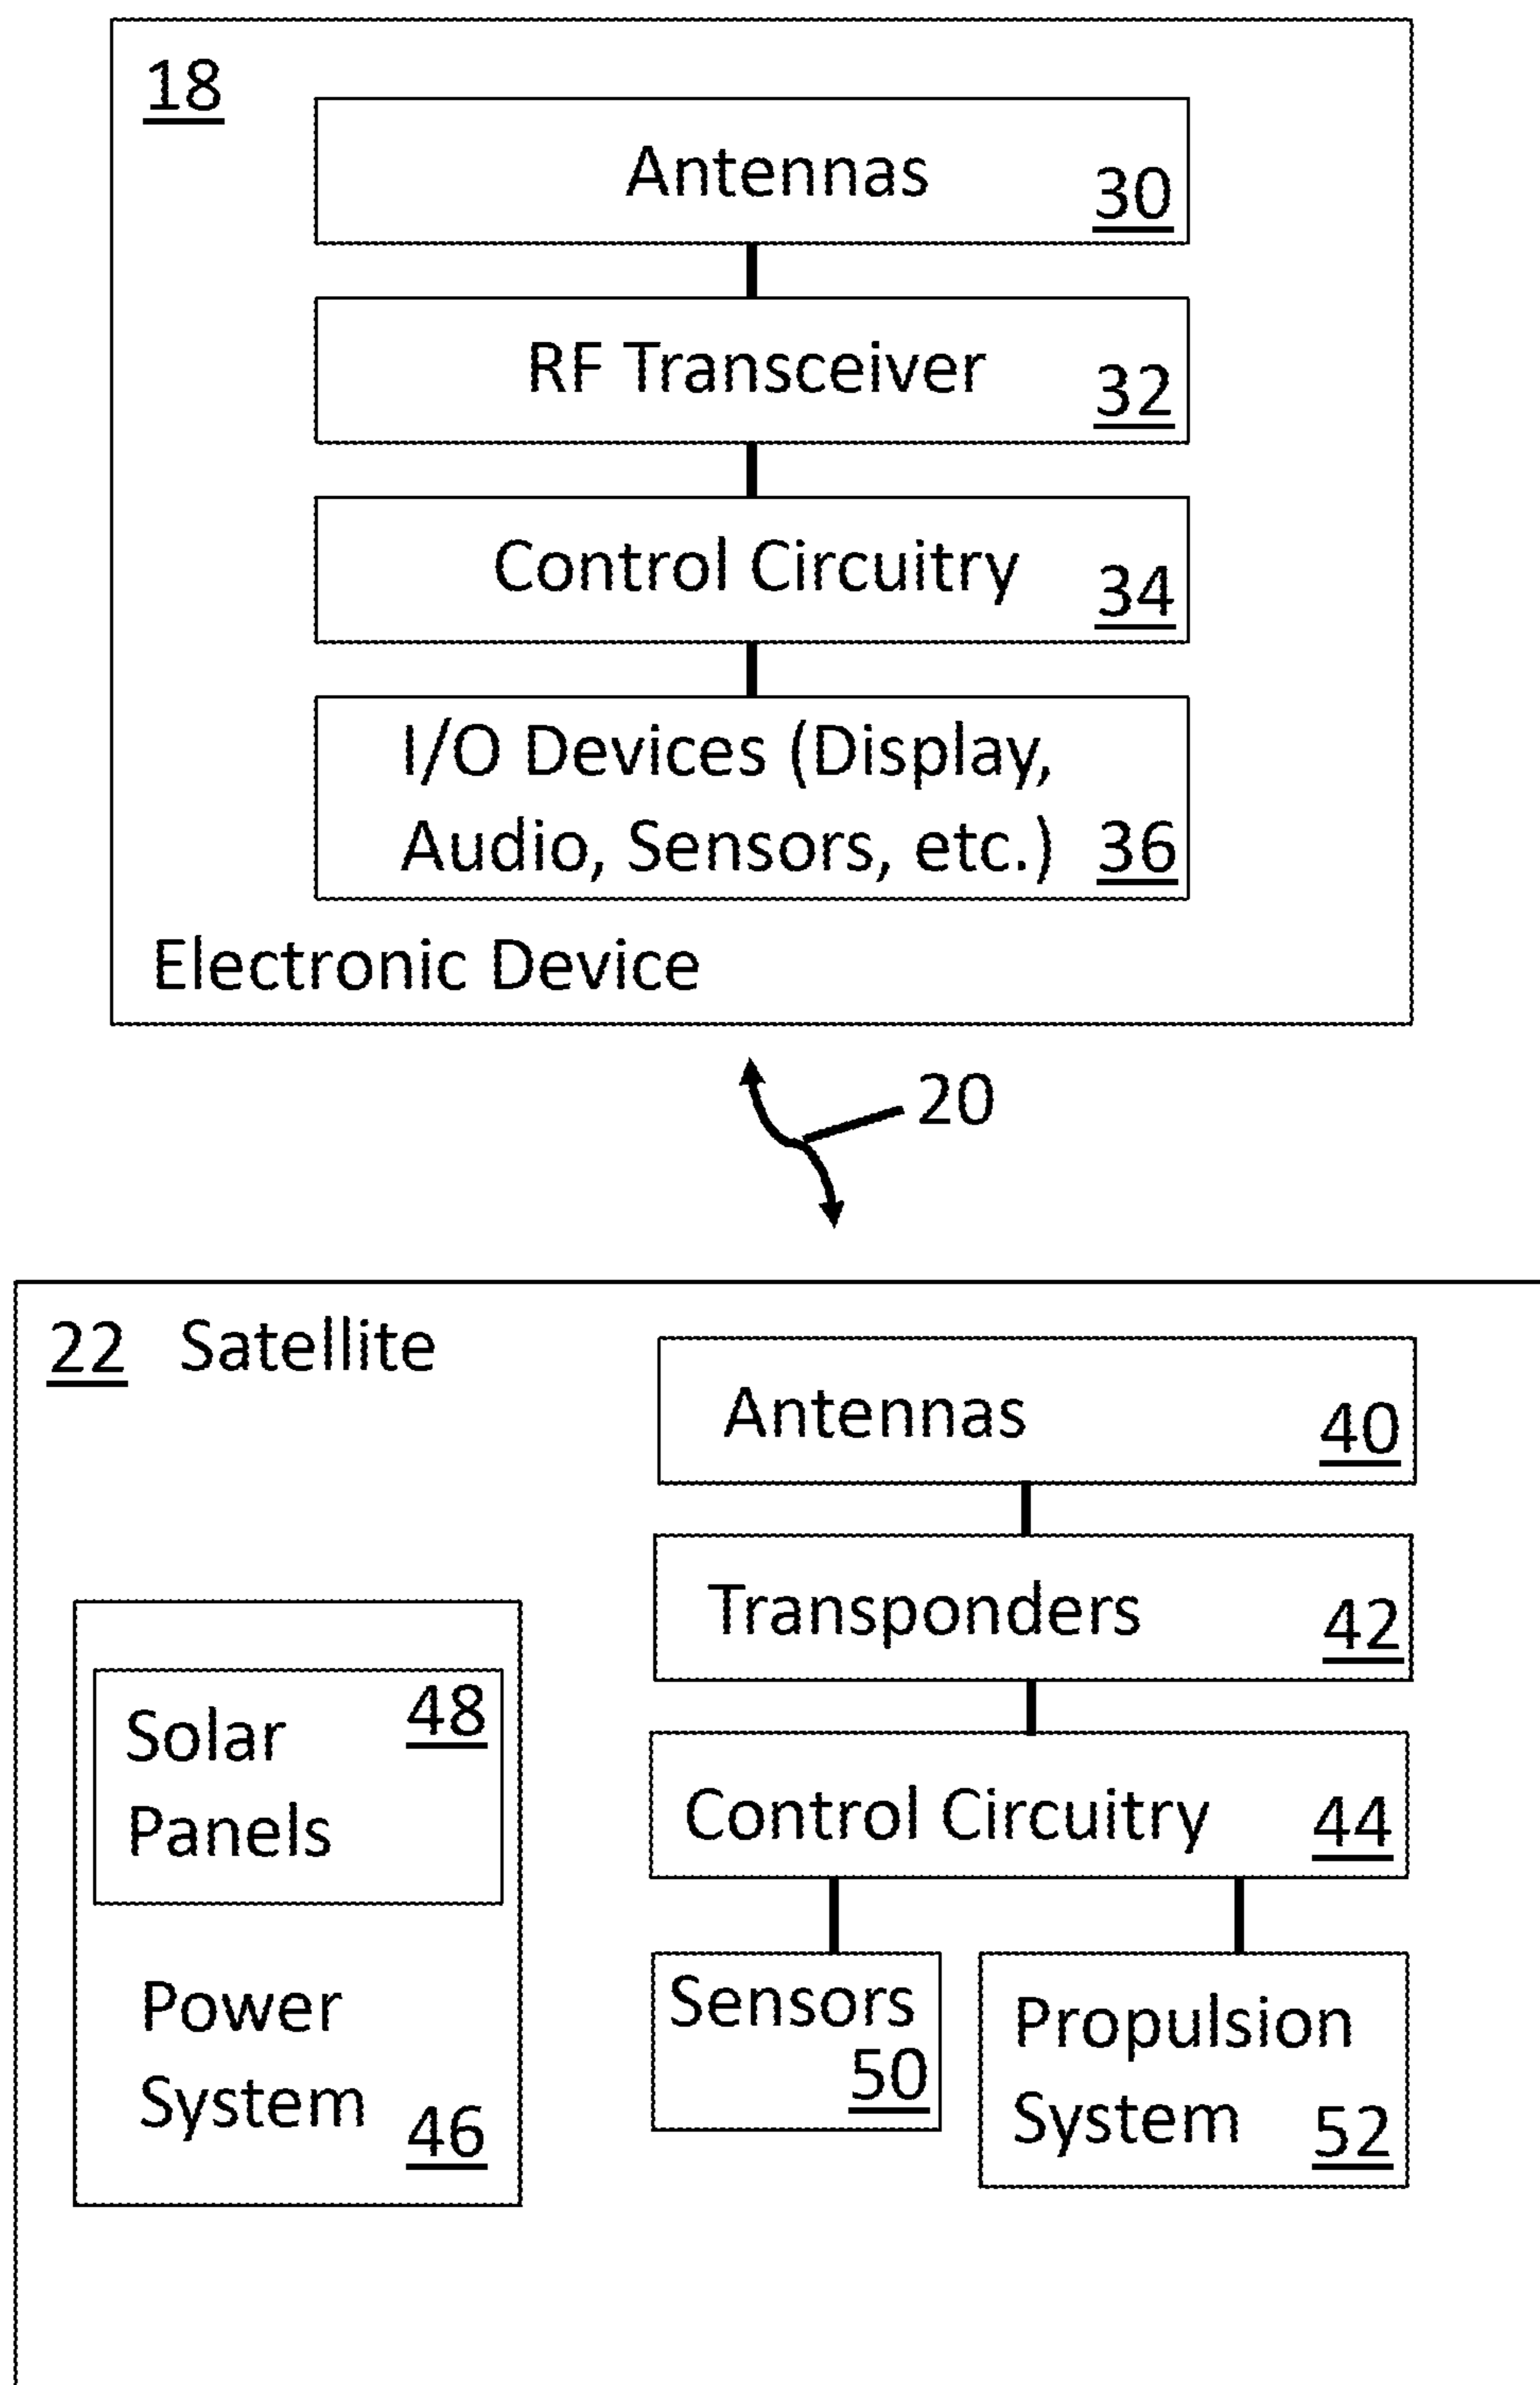 18
Antennas
30
RF Transceiver
32
Control Circuitry
34
I/O Devices (Display,
Audio, Sensors, etc.)
36
Electronic Device
20
22 Satellite
Antennas
40
Transponders
42
Solar
48
Panels
Power
System
46
Control Circuitry
44
Sensors
50
Propulsion
System
52